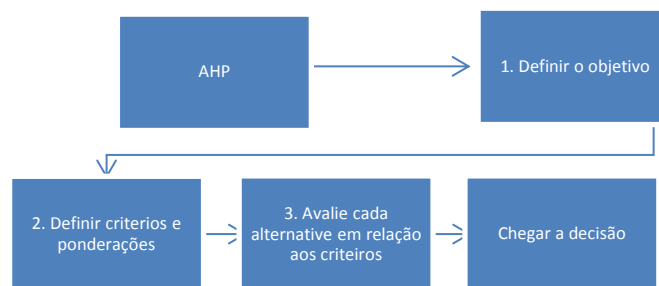 AHP
1. Definir o objetivo
2. Definir criterios e
ponderações
3. Avalie cada
alternative em relação
aos criteiros
Chegar a decisão